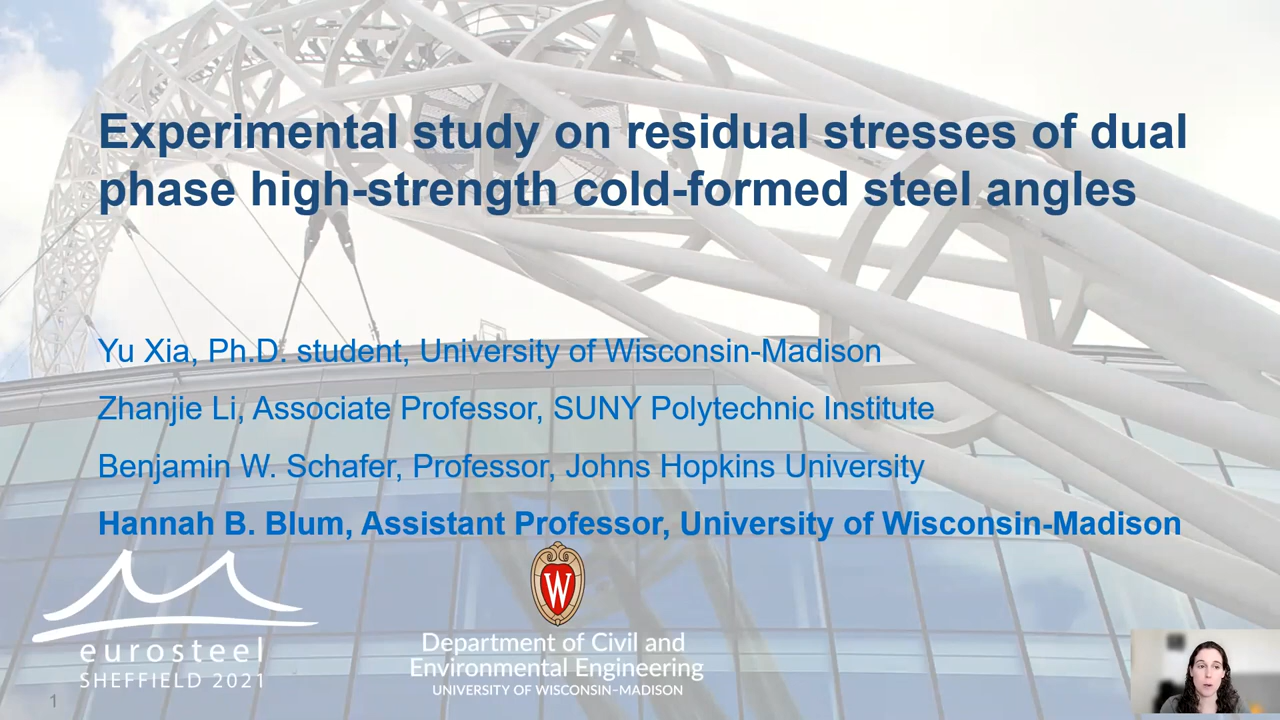 Experimental study on residual stresses of dual
phase high-strength cold-formed steel angles
Yu Xia, Ph.D. student, University of Wisconsin-Madison
Zhanjie Li, Associate Professor, SUNY Polytechnic Institute
Benjamin W. Schafer, Professor, Johns Hopkins University
Hannah B. Blum, Assistant Professor, University of Wisconsin-Madison
eurosteel
SHEFFIELD 2021
W
Department of Civil and
Environmental Engineering
UNIVERSITY OF WISCONSIN–MADISON
1